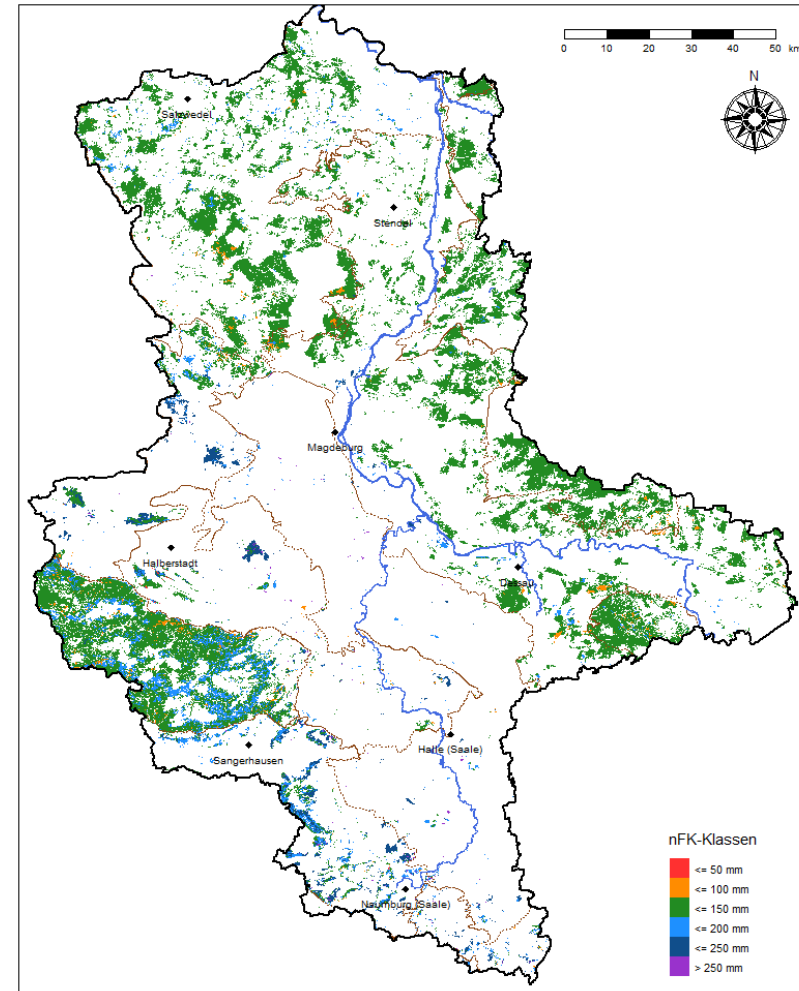 0 10 20 30 40 50 km
N
Salzwedel
Stendal
Magdeburg
Halberstadt
Dessau
Halle (Saale)
Sangerhausen
Naumburg (Saale)
nFK-Klassen
<= 50 mm
<= 100 mm
<= 150 mm
<= 200 mm
<= 250 mm
> 250 mm